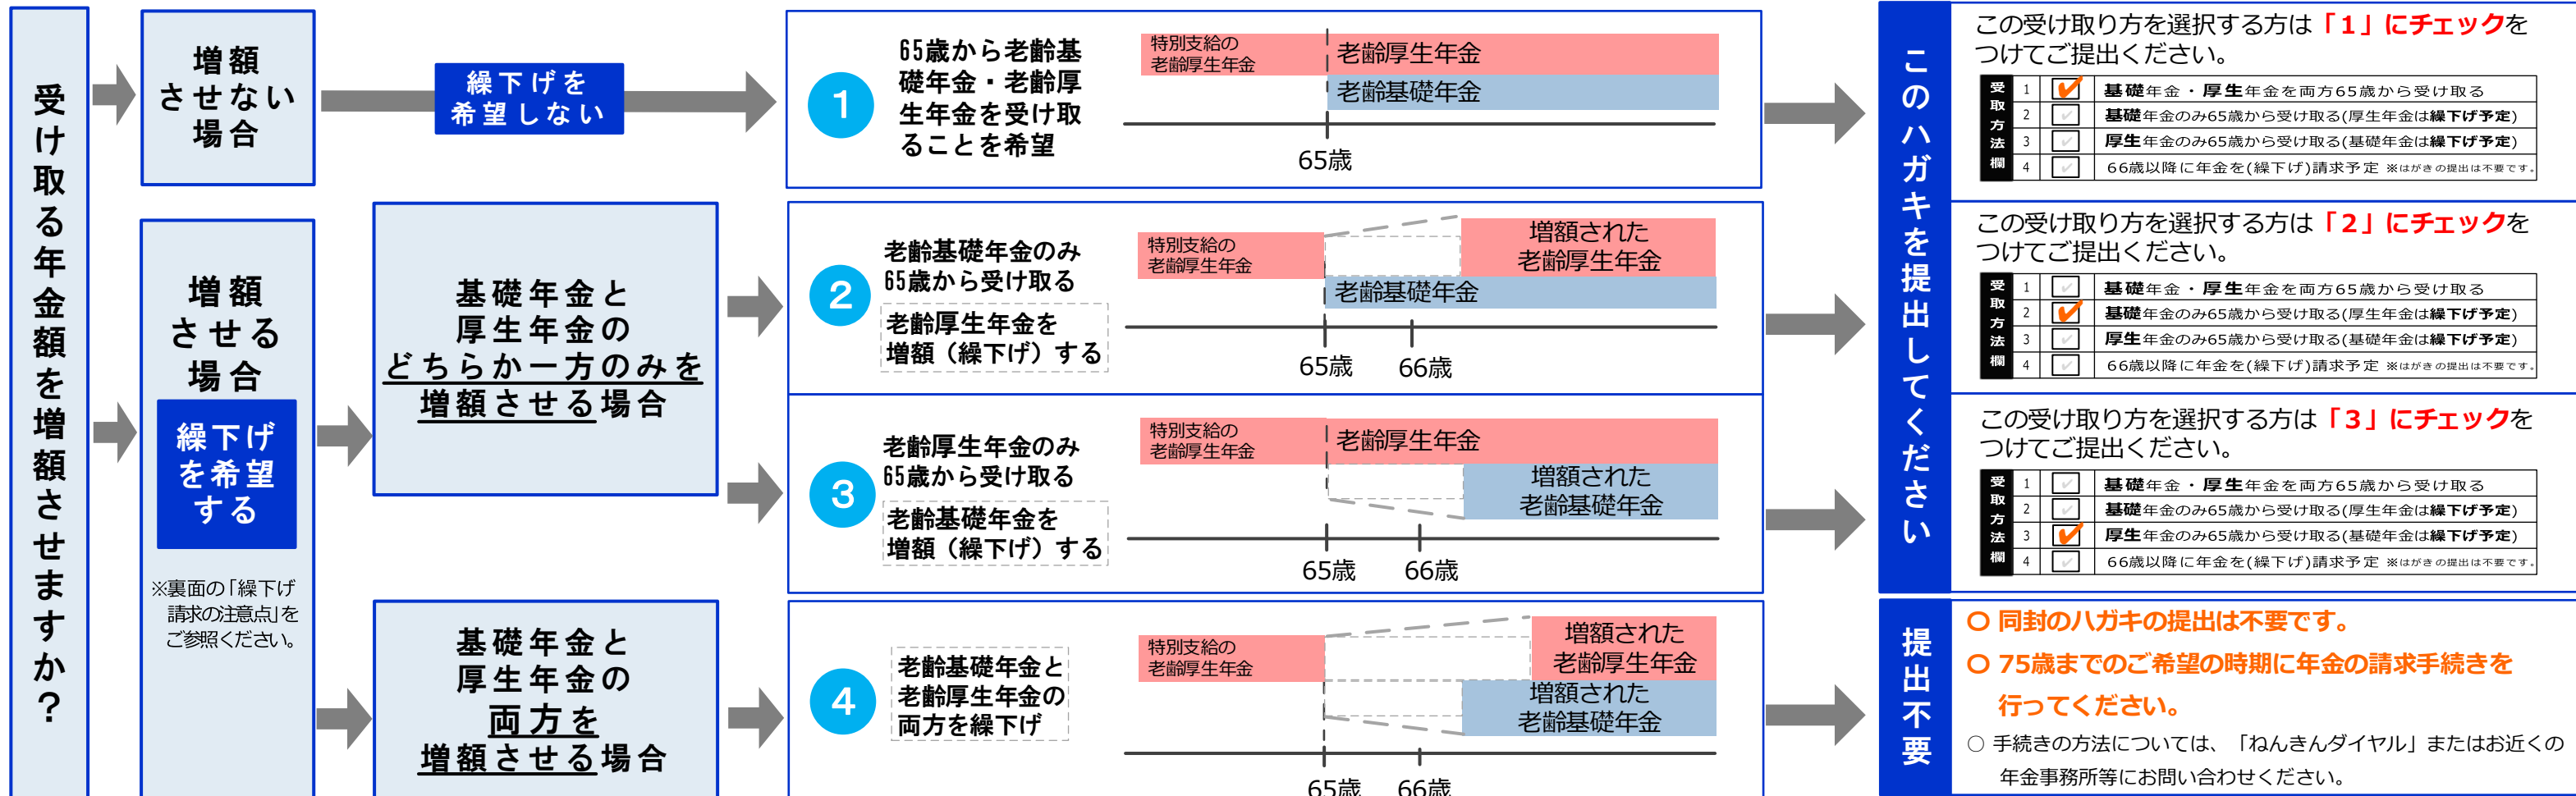 受け取る年金額を増額させますか？
増額
させない
場合
繰下げを
希望しない
1
65歳から老齢基
礎年金・老齢厚
生年金を受け取
ることを希望
特別支給の
老齢厚生年金
老齢厚生年金
老齢基礎年金
65歳
増額
させる
場合
繰下げ
を希望
する
※裏面の「繰下げ
請求の注意点」を
ご参照ください。
基礎年金と
厚生年金の
どちらか一方のみを
増額させる場合
2
老齢基礎年金のみ
65歳から受け取る
老齢厚生年金を
増額（繰下げ）する
特別支給の
老齢厚生年金
増額された
老齢厚生年金
老齢基礎年金
65歳
66歳
3
老齢厚生年金のみ
65歳から受け取る
老齢基礎年金を
増額（繰下げ）する
特別支給の
老齢厚生年金
老齢厚生年金
増額された
老齢基礎年金
65歳
66歳
基礎年金と
厚生年金の
両方を
増額させる場合
4
老齢基礎年金と
老齢厚生年金の
両方を繰下げ
特別支給の
老齢厚生年金
増額された
老齢厚生年金
増額された
老齢基礎年金
65歳
66歳
このハガキを提出してください
この受け取り方を選択する方は「１」にチェックを
つけてご提出ください。
受取方法欄
1 基礎年金・厚生年金を両方65歳から受け取る
2 基礎年金のみ65歳から受け取る(厚生年金は繰下げ予定)
3 厚生年金のみ65歳から受け取る(基礎年金は繰下げ予定)
4 66歳以降に年金を(繰下げ)請求予定 ※はがきの提出は不要です。
この受け取り方を選択する方は「２」にチェックを
つけてご提出ください。
受取方法欄
1 基礎年金・厚生年金を両方65歳から受け取る
2 基礎年金のみ65歳から受け取る(厚生年金は繰下げ予定)
3 厚生年金のみ65歳から受け取る(基礎年金は繰下げ予定)
4 66歳以降に年金を(繰下げ)請求予定 ※はがきの提出は不要です。
この受け取り方を選択する方は「３」にチェックを
つけてご提出ください。
受取方法欄
1 基礎年金・厚生年金を両方65歳から受け取る
2 基礎年金のみ65歳から受け取る(厚生年金は繰下げ予定)
3 厚生年金のみ65歳から受け取る(基礎年金は繰下げ予定)
4 66歳以降に年金を(繰下げ)請求予定 ※はがきの提出は不要です。
提出不要
○ 同封のハガキの提出は不要です。
○ 75歳までのご希望の時期に年金の請求手続きを
行ってください。
○ 手続きの方法については、「ねんきんダイヤル」またはお近くの
年金事務所等にお問い合わせください。